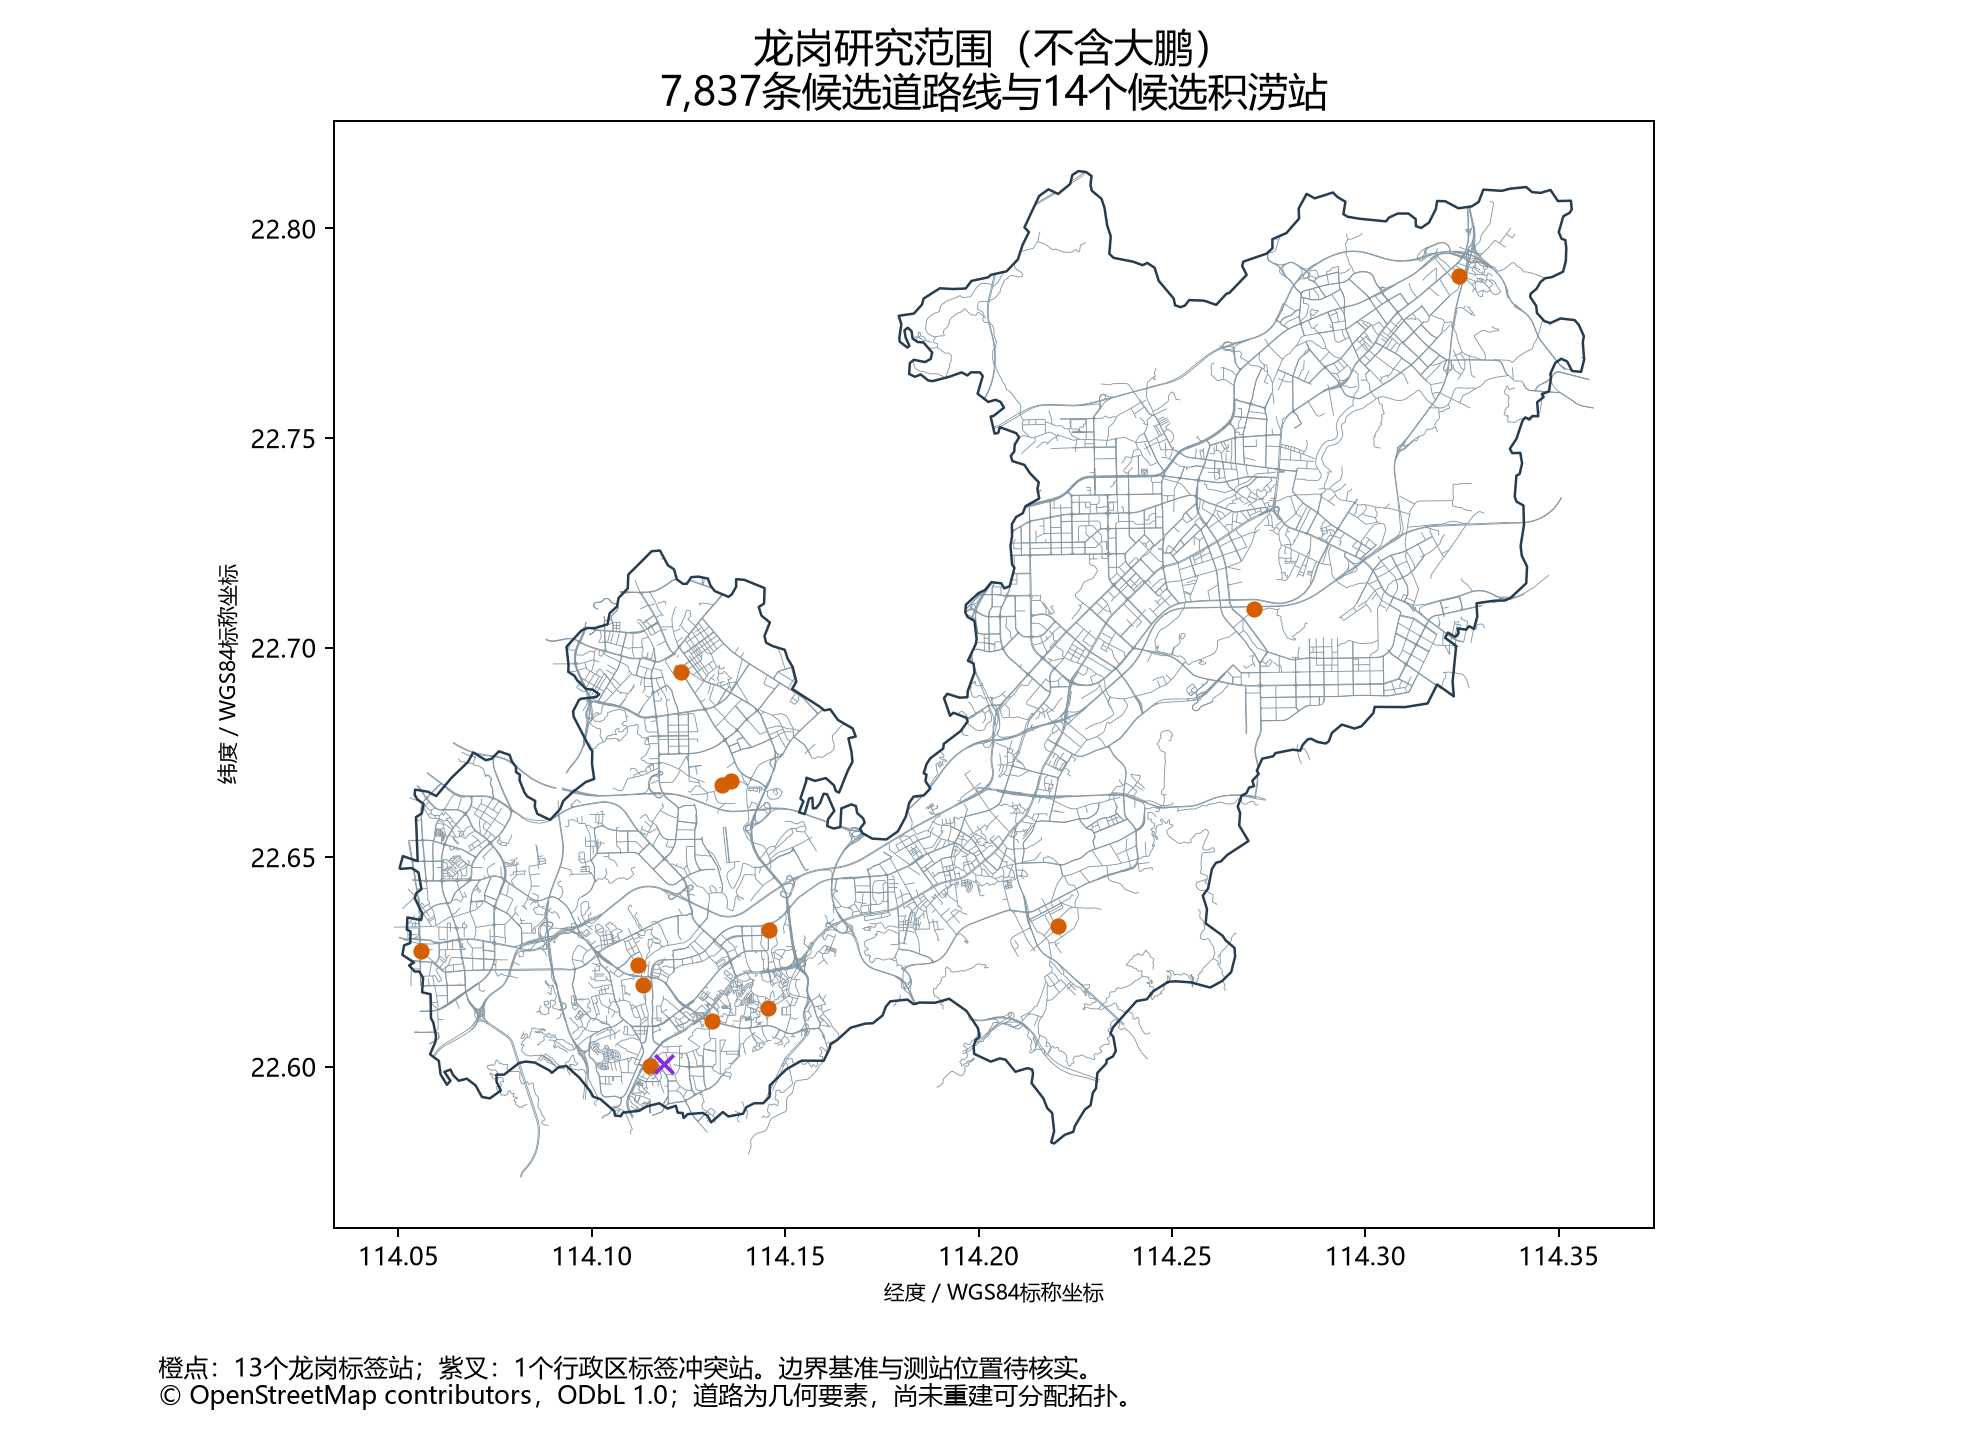 龙岗研究范围（不含大鹏）
7,837条候选道路线与14个候选积涝站
22.80
22.75
22.70
22.65
22.60
纬度 / WGS84标称坐标
114.05 114.10 114.15 114.20 114.25 114.30 114.35
经度 / WGS84标称坐标
橙点：13个龙岗标签站；紫叉：1个行政区标签冲突站。边界基准与测站位置待核实。
© OpenStreetMap contributors，ODbL 1.0；道路为几何要素，尚未重建可分配拓扑。